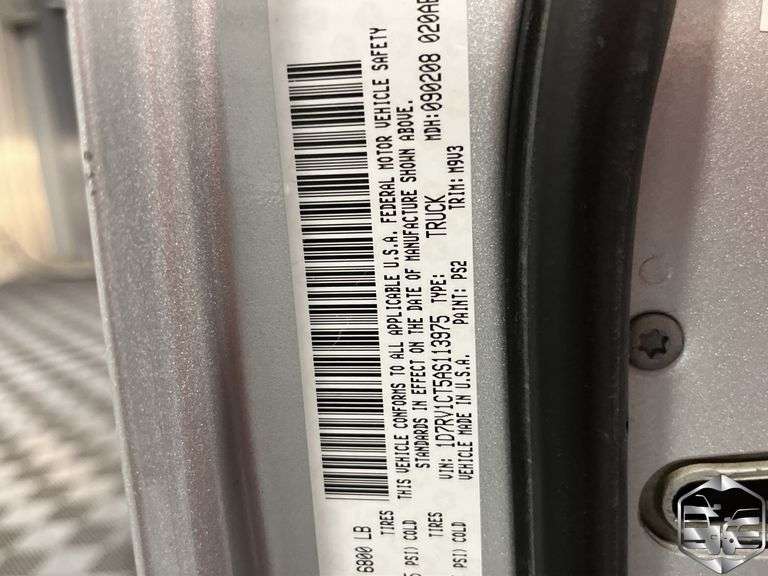 6800 LB
TIRES
PSI) COLD
THIS VEHICLE CONFORMS TO ALL APPLICABLE U.S.A. FEDERAL MOTOR VEHICLE SAFETY
STANDARDS IN EFFECT ON THE DATE OF MANUFACTURE SHOWN ABOVE.
TIRES
PSI) COLD
VIN: 1D7RV1CT5AS113975 TYPE: TRUCK MDH:090208 020AE
VEHICLE MADE IN U.S.A. PAINT: PS2 TRIM: M9V3